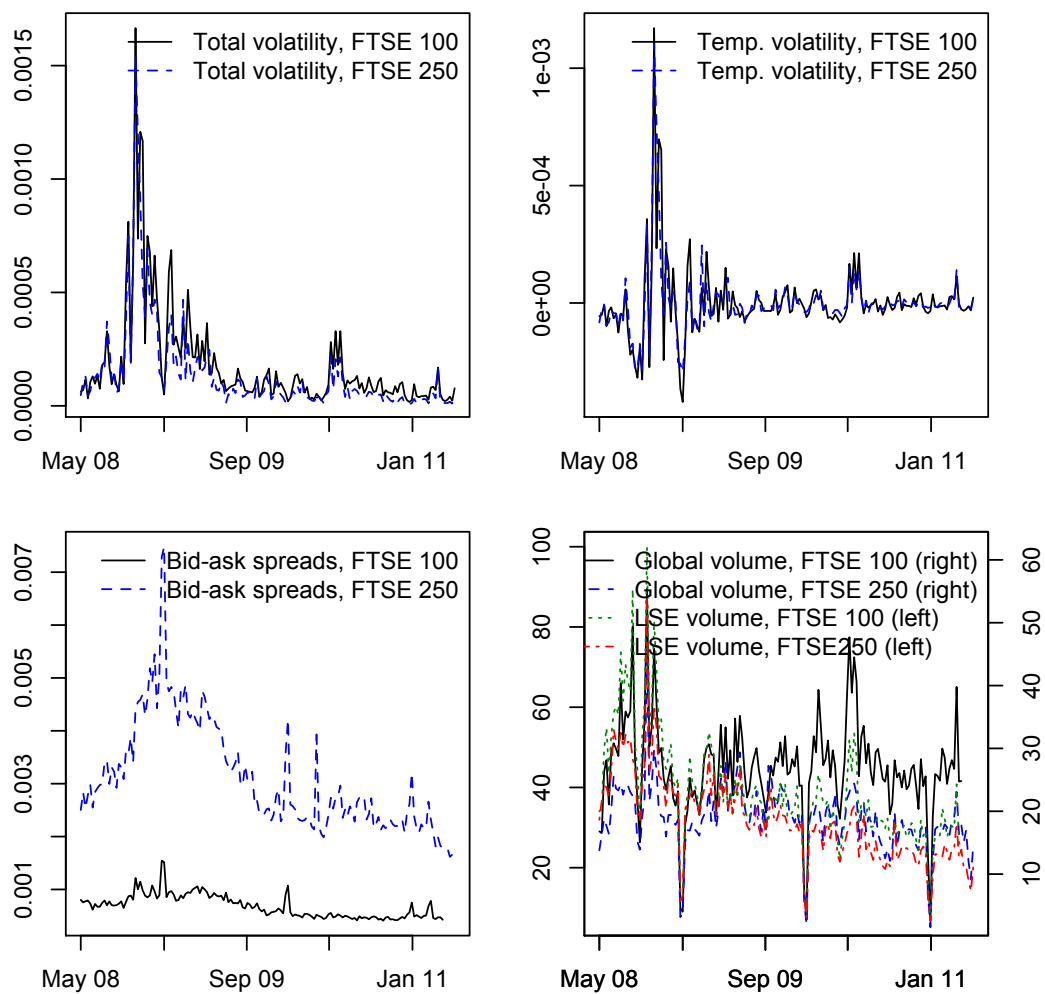 Total volatility, FTSE 100
Total volatility, FTSE 250
0.0015
0.0010
0.0005
0.0000
May 08
Sep 09
Jan 11
Temp. volatility, FTSE 100
Temp. volatility, FTSE 250
1e-03
5e-04
0e+00
May 08
Sep 09
Jan 11
Bid-ask spreads, FTSE 100
Bid-ask spreads, FTSE 250
0.007
0.005
0.003
0.001
May 08
Sep 09
Jan 11
Global volume, FTSE 100 (right)
Global volume, FTSE 250 (right)
LSE volume, FTSE 100 (left)
LSE volume, FTSE250 (left)
100
80
60
40
20
60
50
40
30
20
10
May 08
Sep 09
Jan 11